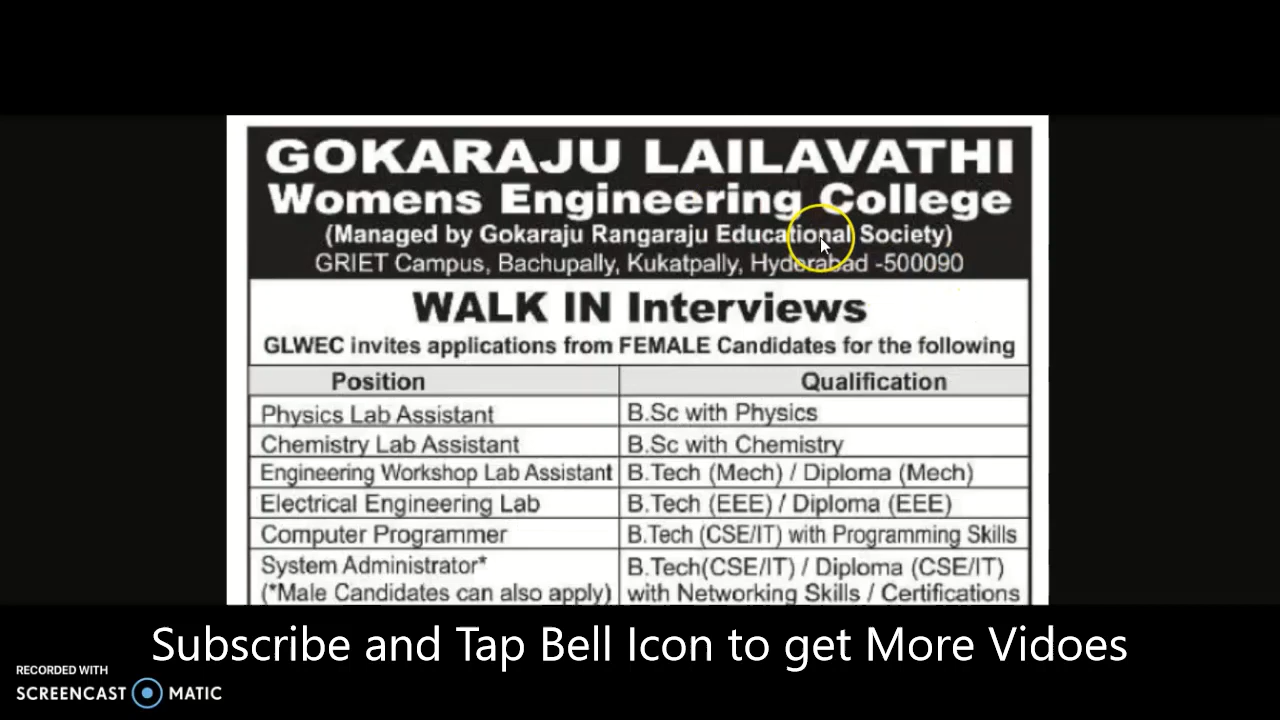 GOKARAJU LAILAVATHI
Womens Engineering College
(Managed by Gokaraju Rangaraju Educational Society)
GRIET Campus, Bachupally, Kukatpally, Hyderabad -500090
WALK IN Interviews
GLWEC invites applications from FEMALE Candidates for the following
Position Qualification
Physics Lab Assistant B.Sc with Physics
Chemistry Lab Assistant B.Sc with Chemistry
Engineering Workshop Lab Assistant B.Tech (Mech) / Diploma (Mech)
Electrical Engineering Lab B.Tech (EEE) / Diploma (EEE)
Computer Programmer B.Tech (CSE/IT) with Programming Skills
System Administrator* B.Tech(CSE/IT) / Diploma (CSE/IT)
(*Male Candidates can also apply) with Networking Skills / Certifications
Subscribe and Tap Bell Icon to get More Vidoes
RECORDED WITH
SCREENCAST MATIC